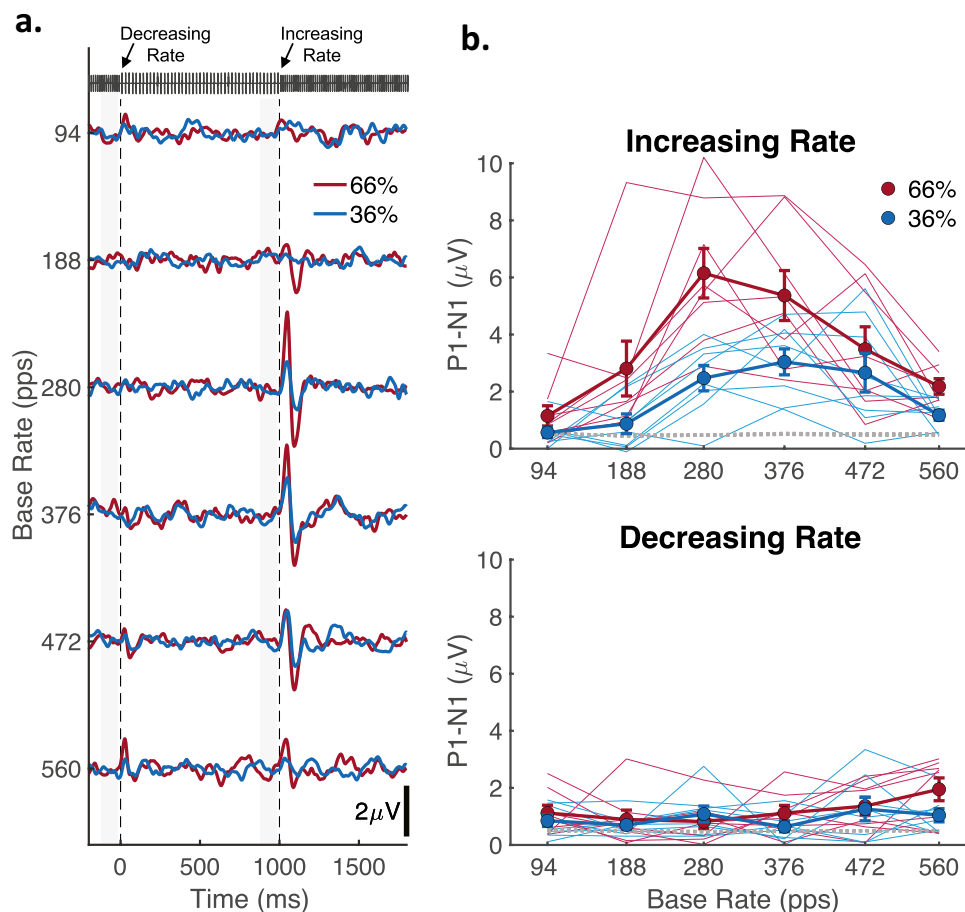 a.
Decreasing
Rate
Increasing
Rate
94
66%
36%
188
280
376
472
560
Base Rate (pps)
2μV
0 500 1000 1500
Time (ms)
b.
Increasing Rate
66%
36%
10
8
6
4
2
0
P1-N1 (μV)
94 188 280 376 472 560
Decreasing Rate
10
8
6
4
2
0
P1-N1 (μV)
94 188 280 376 472 560
Base Rate (pps)